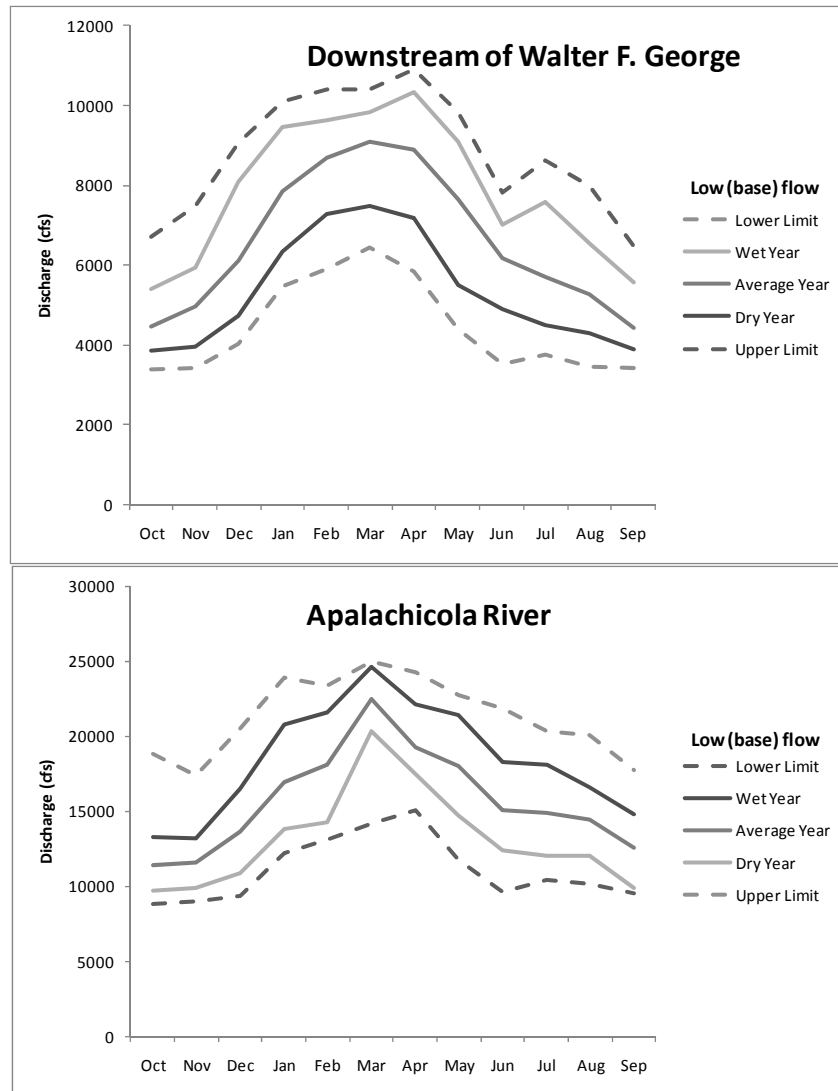 Downstream of Walter F. George
12000
10000
8000
6000
4000
2000
0
Discharge (cfs)
Oct Nov Dec Jan Feb Mar Apr May Jun Jul Aug Sep
Low (base) flow
Lower Limit
Wet Year
Average Year
Dry Year
Upper Limit
Apalachicola River
30000
25000
20000
15000
10000
5000
0
Discharge (cfs)
Oct Nov Dec Jan Feb Mar Apr May Jun Jul Aug Sep
Low (base) flow
Lower Limit
Wet Year
Average Year
Dry Year
Upper Limit